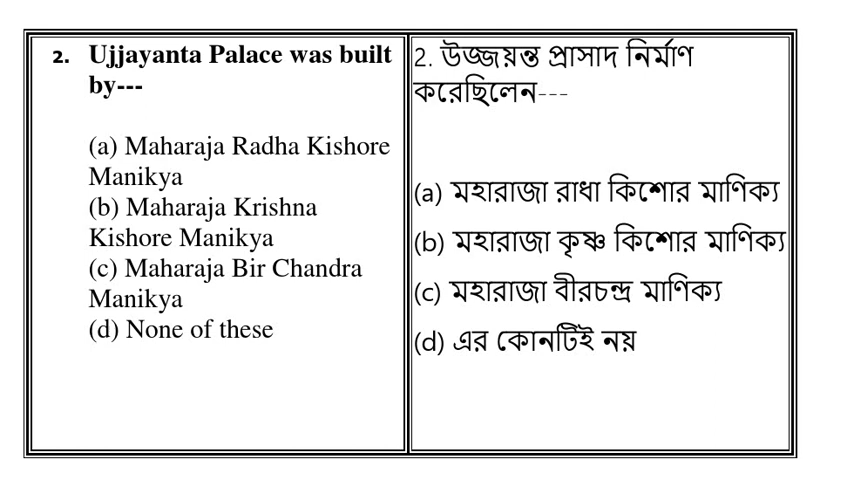 2. Ujjayanta Palace was built
by---
(a) Maharaja Radha Kishore
Manikya
(b) Maharaja Krishna
Kishore Manikya
(c) Maharaja Bir Chandra
Manikya
(d) None of these
2. উজ্জয়ন্ত প্রাসাদ নির্মাণ
করেছিলেন---
(a) মহারাজা রাধা কিশোর মাণিক্য
(b) মহারাজা কৃষ্ণ কিশোর মাণিক্য
(c) মহারাজা বীরচন্দ্র মাণিক্য
(d) এর কোনটিই নয়